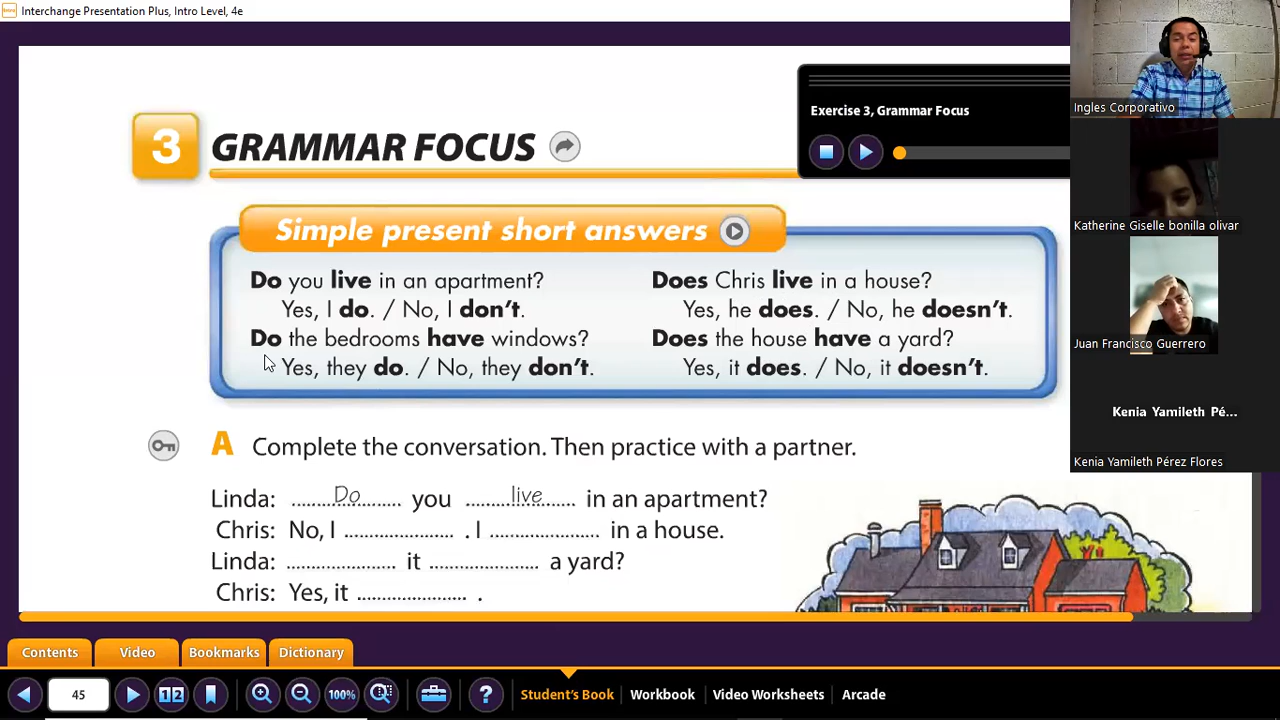 Interchange Presentation Plus, Intro Level, 4e
3 GRAMMAR FOCUS
Exercise 3, Grammar Focus
Simple present short answers
Do you live in an apartment?
Yes, I do. / No, I don't.
Do the bedrooms have windows?
Yes, they do. / No, they don't.
Does Chris live in a house?
Yes, he does. / No, he doesn't.
Does the house have a yard?
Yes, it does. / No, it doesn't.
A Complete the conversation. Then practice with a partner.
Linda: Do you live in an apartment?
Chris: No, I .................... . I .................... in a house.
Linda: .................... it .................... a yard?
Chris: Yes, it .................... .
Ingles Corporativo
Katherine Giselle bonilla olivar
Juan Francisco Guerrero
Kenia Yamileth Pé...
Kenia Yamileth Pérez Flores
Contents Video Bookmarks Dictionary
45 1 2 100% ? Student's Book Workbook Video Worksheets Arcade